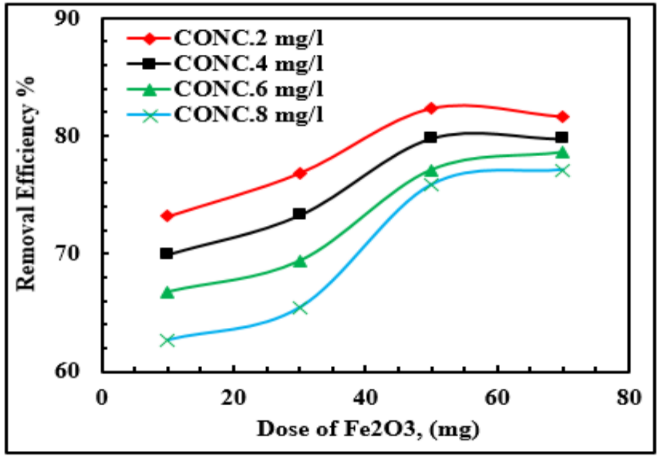 90
CONC.2 mg/l
CONC.4 mg/l
CONC.6 mg/l
CONC.8 mg/l
80
70
60
Removal Efficiency %
0
20
40
60
80
Dose of Fe2O3, (mg)